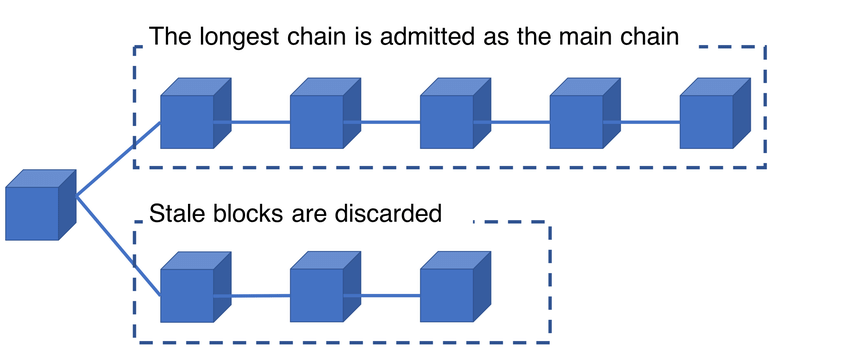 The longest chain is admitted as the main chain
Stale blocks are discarded